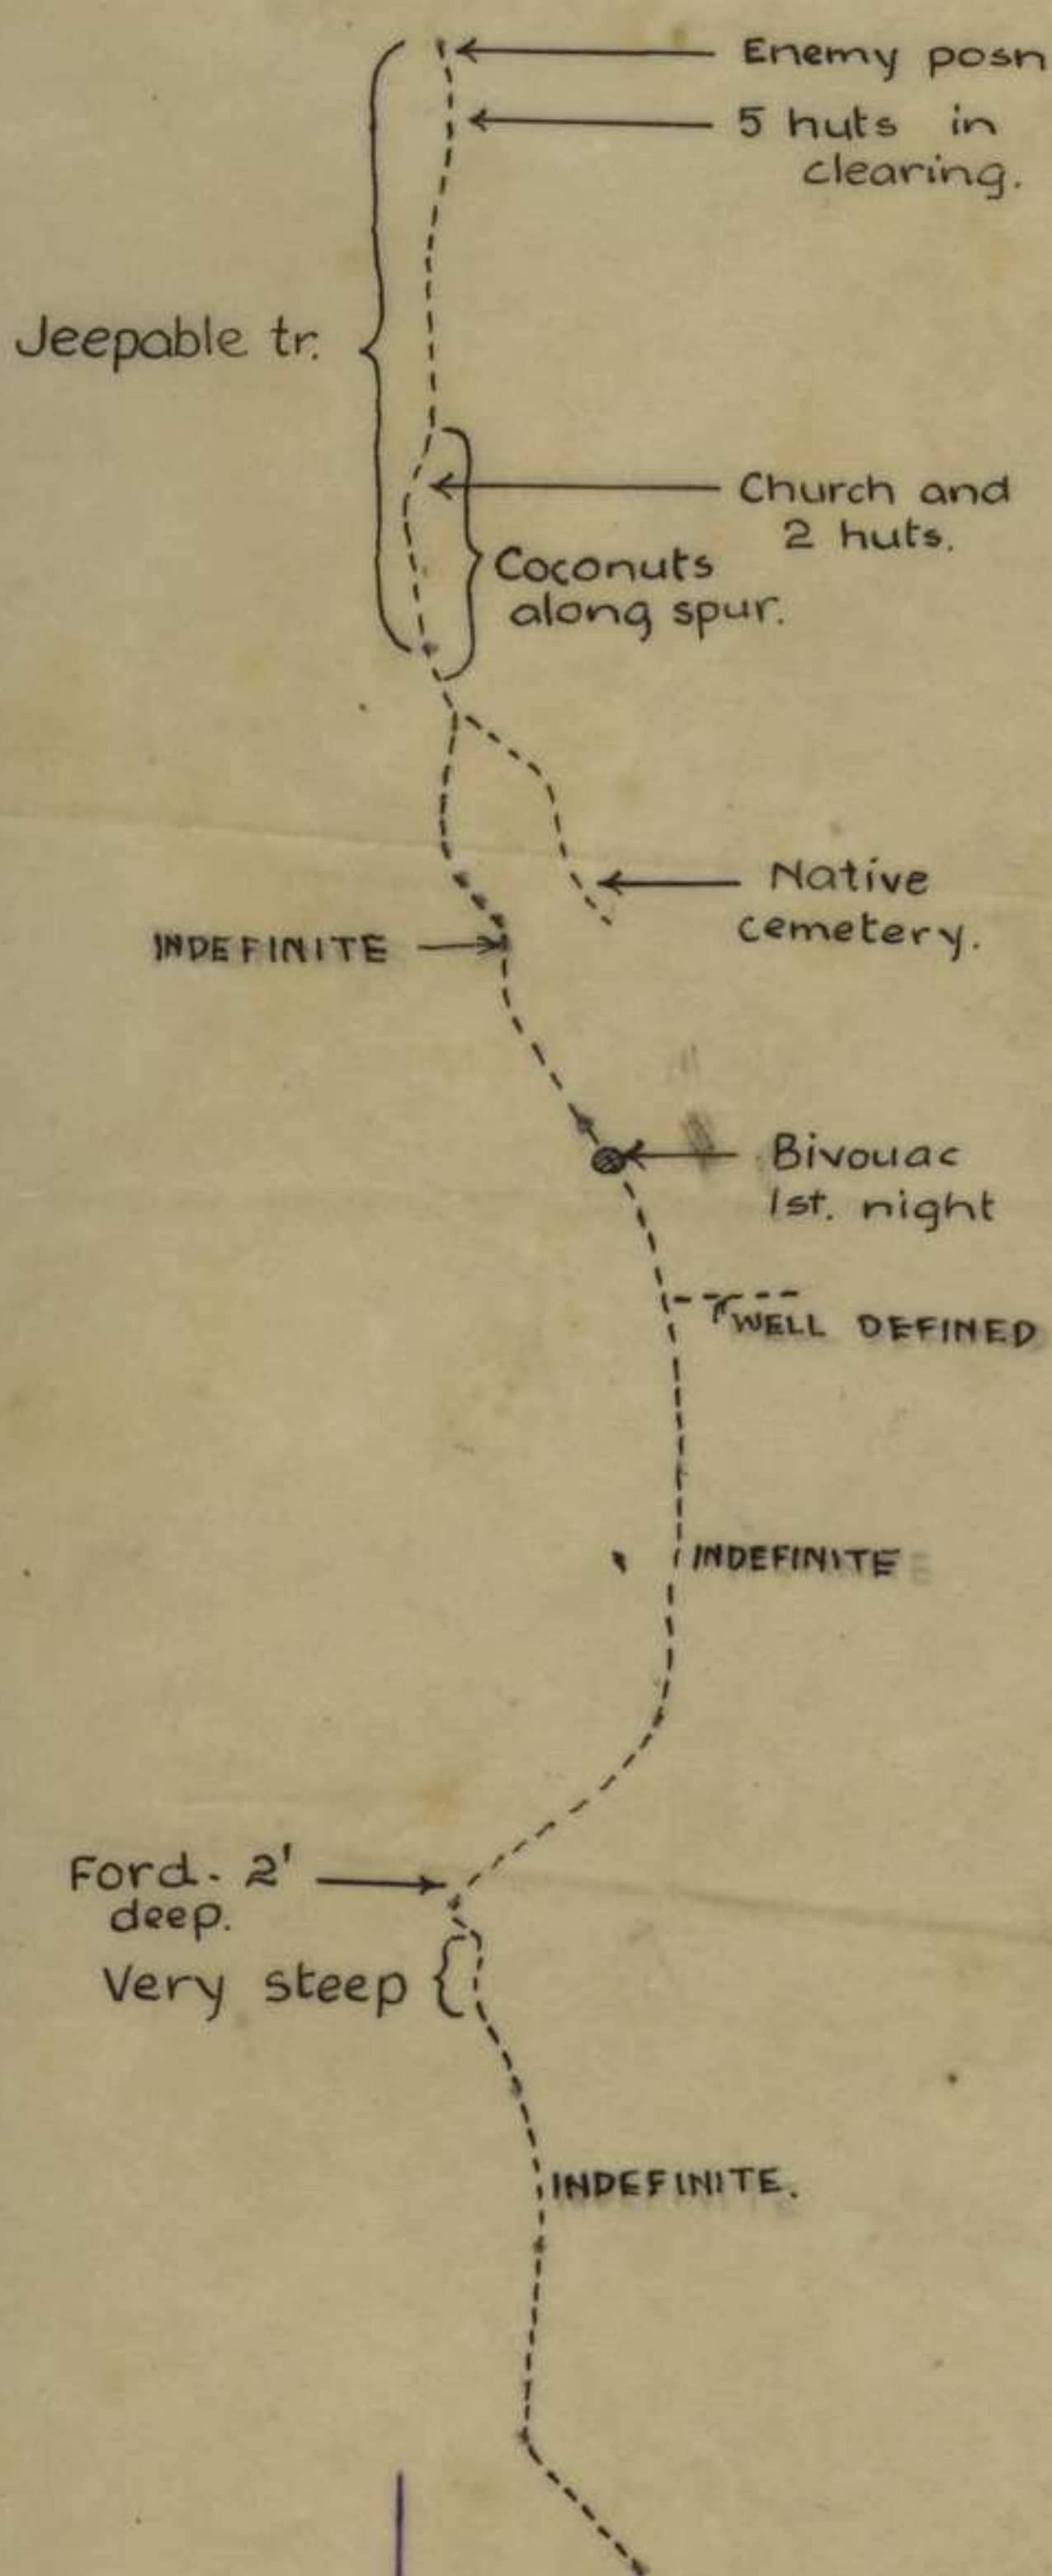 Enemy posn
5 huts in
clearing.
Jeepable tr.
Church and
2 huts.
Coconuts
along spur.
Native
cemetery.
INDEFINITE
Bivouac
1st. night
WELL DEFINED
INDEFINITE
Ford. 2'
deep.
Very steep
INDEFINITE.